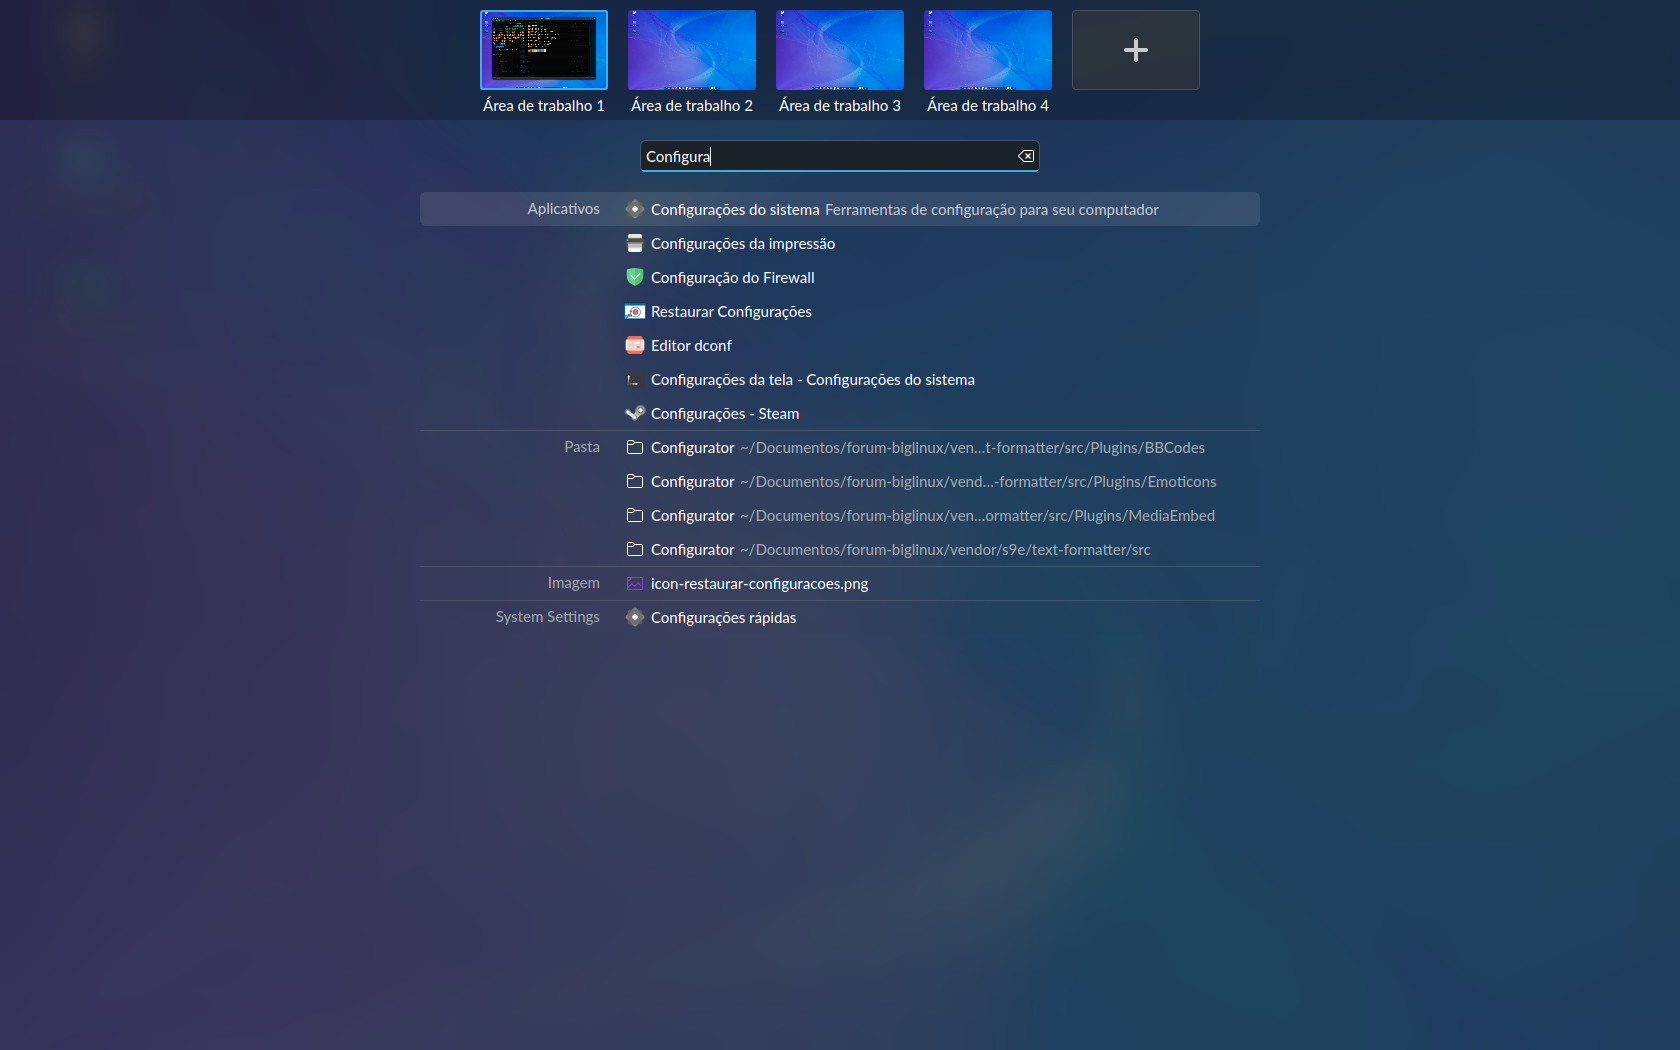 Área de trabalho 1
Área de trabalho 2
Área de trabalho 3
Área de trabalho 4
Configura
Aplicativos Configurações do sistema Ferramentas de configuração para seu computador
Configurações da impressão
Configuração do Firewall
Restaurar Configurações
Editor dconf
Configurações da tela - Configurações do sistema
Configurações - Steam
Pasta Configurator ~/Documentos/forum-biglinux/ven...t-formatter/src/Plugins/BBCodes
Configurator ~/Documentos/forum-biglinux/vend...-formatter/src/Plugins/Emoticons
Configurator ~/Documentos/forum-biglinux/ven...ormatter/src/Plugins/MediaEmbed
Configurator ~/Documentos/forum-biglinux/vendor/s9e/text-formatter/src
Imagem icon-restaurar-configuracoes.png
System Settings Configurações rápidas